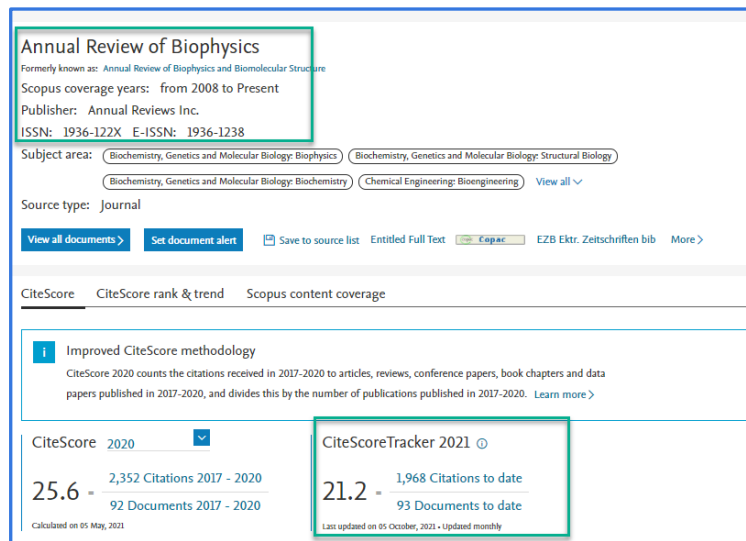 Annual Review of Biophysics
Formerly known as: Annual Review of Biophysics and Biomolecular Structure
Scopus coverage years: from 2008 to Present
Publisher: Annual Reviews Inc.
ISSN: 1936-122X E-ISSN: 1936-1238
Subject area: Biochemistry, Genetics and Molecular Biology: Biophysics Biochemistry, Genetics and Molecular Biology: Structural Biology
Biochemistry, Genetics and Molecular Biology: Biochemistry Chemical Engineering: Bioengineering View all
Source type: Journal
View all documents > Set document alert Save to source list Entitled Full Text Copac EZB Ektr. Zeitschriften bib More >
CiteScore CiteScore rank & trend Scopus content coverage
i Improved CiteScore methodology
CiteScore 2020 counts the citations received in 2017-2020 to articles, reviews, conference papers, book chapters and data
papers published in 2017-2020, and divides this by the number of publications published in 2017-2020. Learn more >
CiteScore 2020
25.6 =
2,352 Citations 2017 - 2020
92 Documents 2017 - 2020
Calculated on 05 May, 2021
CiteScoreTracker 2021
21.2 =
1,968 Citations to date
93 Documents to date
Last updated on 05 October, 2021 • Updated monthly